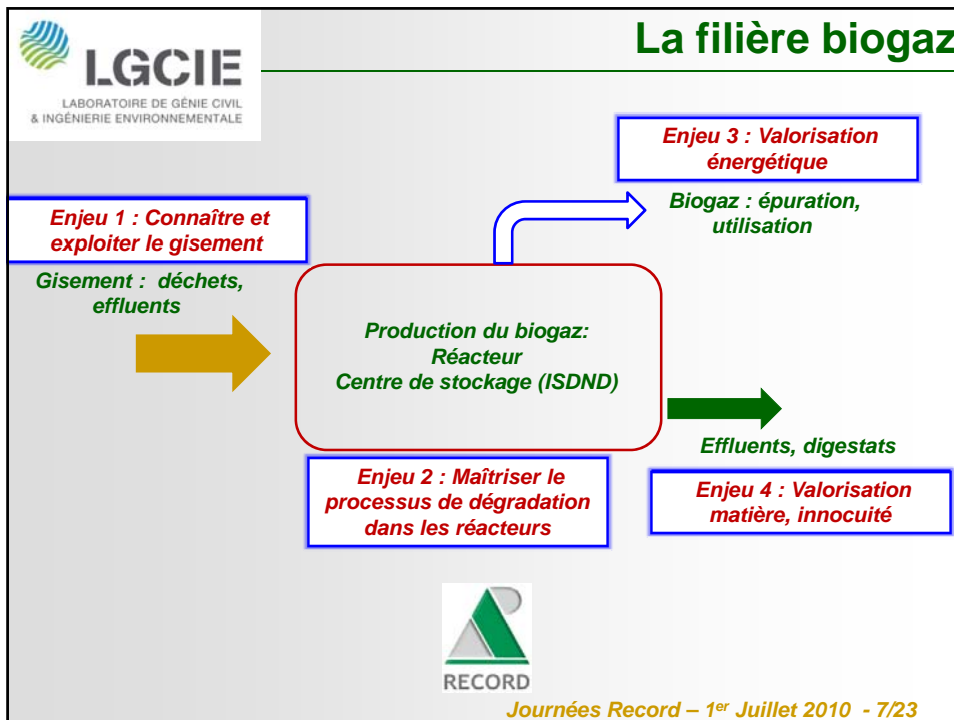 LGCIE
LABORATOIRE DE GÉNIE CIVIL
& INGÉNIERIE ENVIRONNEMENTALE
La filière biogaz
Enjeu 3 : Valorisation
énergétique
Biogaz : épuration,
utilisation
Enjeu 1 : Connaître et
exploiter le gisement
Gisement : déchets,
effluents
Production du biogaz:
Réacteur
Centre de stockage (ISDND)
Effluents, digestats
Enjeu 2 : Maîtriser le
processus de dégradation
dans les réacteurs
Enjeu 4 : Valorisation
matière, innocuité
RECORD
Journées Record – 1er Juillet 2010 - 7/23